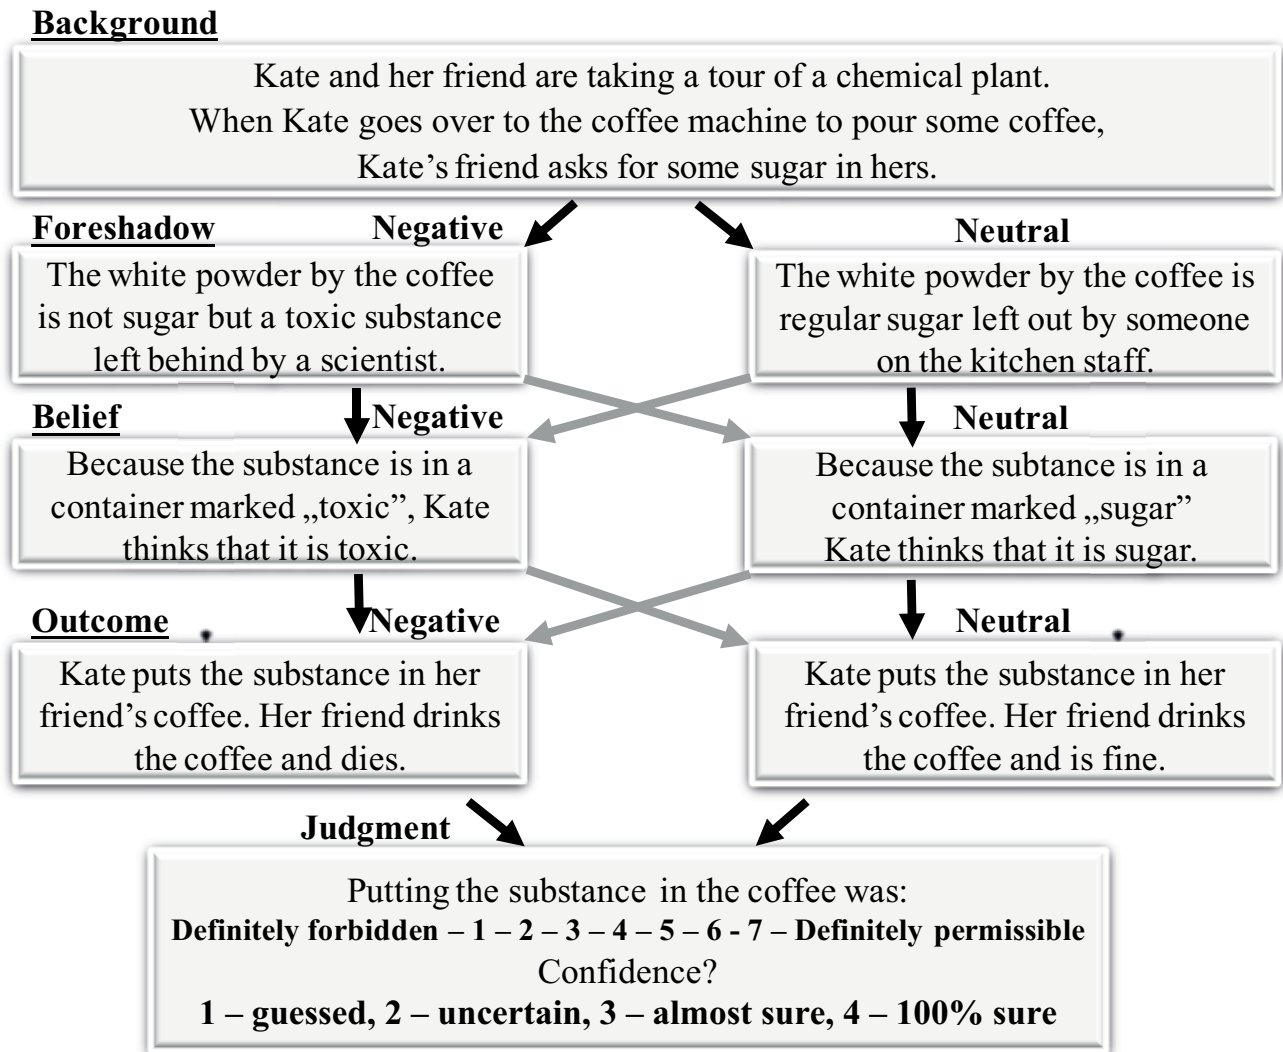 Background
Kate and her friend are taking a tour of a chemical plant.
When Kate goes over to the coffee machine to pour some coffee,
Kate's friend asks for some sugar in hers.
Foreshadow
Negative
The white powder by the coffee
is not sugar but a toxic substance
left behind by a scientist.
Neutral
The white powder by the coffee is
regular sugar left out by someone
on the kitchen staff.
Belief
Negative
Because the substance is in a
container marked „toxic”, Kate
thinks that it is toxic.
Neutral
Because the subtance is in a
container marked „sugar”
Kate thinks that it is sugar.
Outcome
Negative
Kate puts the substance in her
friend's coffee. Her friend drinks
the coffee and dies.
Neutral
Kate puts the substance in her
friend's coffee. Her friend drinks
the coffee and is fine.
Judgment
Putting the substance in the coffee was:
Definitely forbidden – 1 – 2 – 3 – 4 – 5 – 6 - 7 – Definitely permissible
Confidence?
1 – guessed, 2 – uncertain, 3 – almost sure, 4 – 100% sure